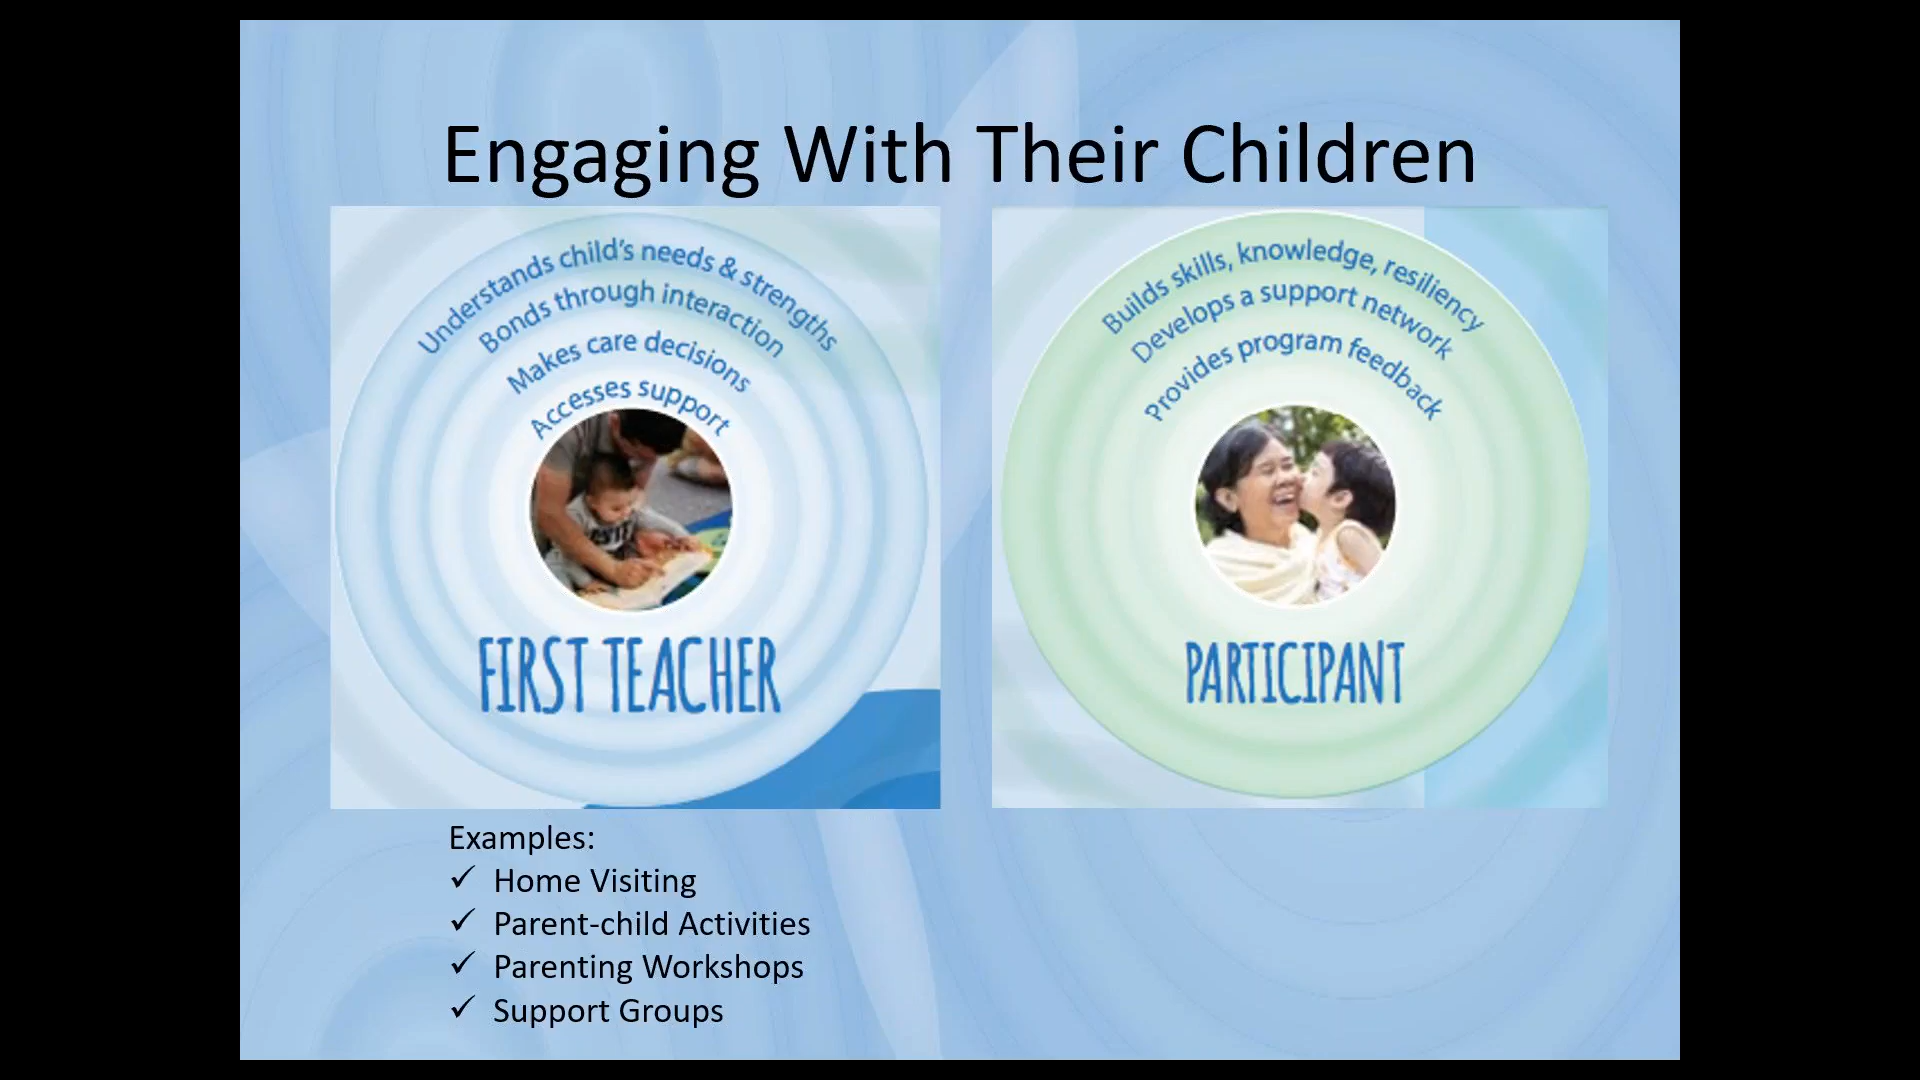 Engaging With Their Children
Understands child's needs & strengths
Bonds through interaction
Makes care decisions
Accesses support
FIRST TEACHER
Builds skills, knowledge, resiliency
Develops a support network
Provides program feedback
PARTICIPANT
Examples:
✓ Home Visiting
✓ Parent-child Activities
✓ Parenting Workshops
✓ Support Groups